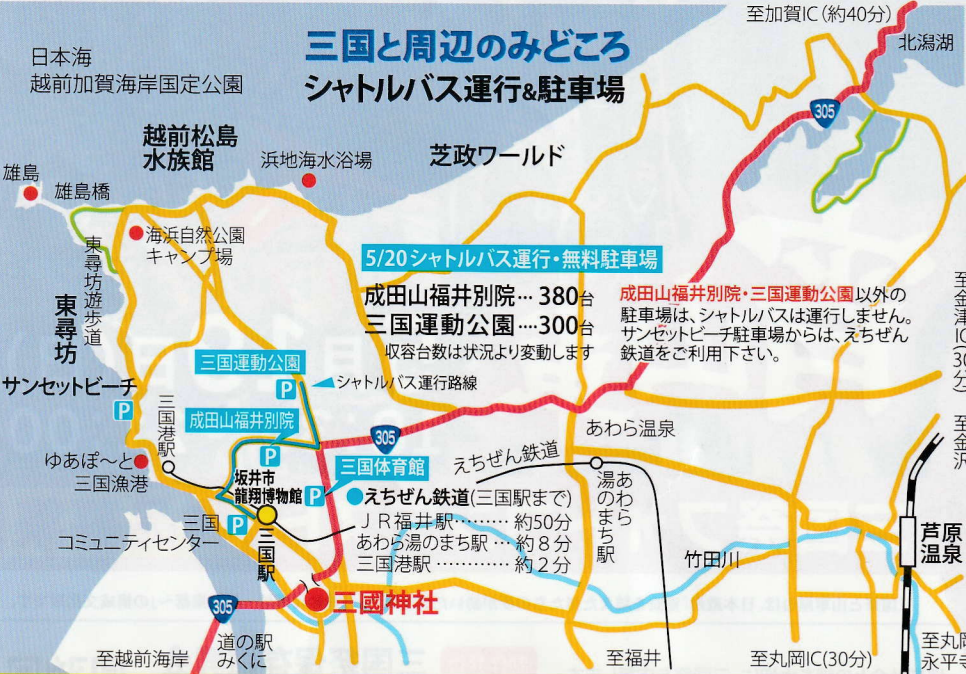 至加賀IC(約40分)
北潟湖
日本海
越前加賀海岸国定公園
三国と周辺のみどころ
シャトルバス運行&駐車場
305
越前松島
水族館
浜地海水浴場
芝政ワールド
雄島
雄島橋
海浜自然公園
キャンプ場
東尋坊遊歩道
東尋坊
5/20シャトルバス運行・無料駐車場
成田山福井別院…380台
三国運動公園…300台
収容台数は状況より変動します
成田山福井別院・三国運動公園以外の
駐車場は、シャトルバスは運行しません。
サンセットビーチ駐車場からは、えちぜん
鉄道をご利用下さい。
至金津IC(30分)
三国運動公園
P
シャトルバス運行路線
サンセットビーチ
P
三国港駅
成田山福井別院
P
305
あわら温泉
至金沢
ゆあぽ〜と
三国漁港
坂井市
龍翔博物館
三国体育館
P
えちぜん鉄道
あわら湯のまち駅
えちぜん鉄道(三国駅まで)
JR福井駅………約50分
あわら湯のまち駅…約8分
三国港駅…………約2分
三国
コミュニティセンター
P
三国駅
竹田川
芦原
温泉
305
三國神社
道の駅
みくに
至越前海岸
至福井
至丸岡IC(30分)
至丸岡
永平寺